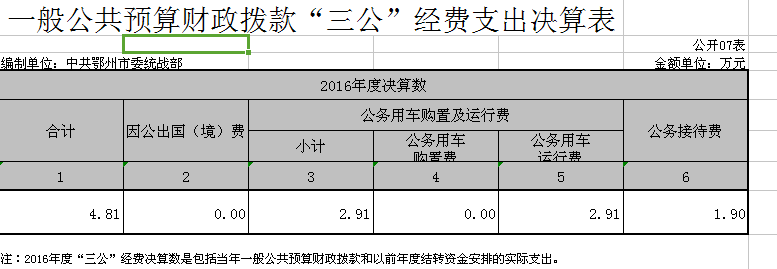 一般公共预算财政拨款“三公”经费支出决算表
公开07表
编制单位：中共鄂州市委统战部 金额单位：万元
2016年度决算数
合计 因公出国（境）费 公务用车购置及运行费 公务接待费
小计 公务用车购置费 公务用车运行费
1 2 3 4 5 6
4.81 0.00 2.91 0.00 2.91 1.90
注：2016年度“三公”经费决算数是包括当年一般公共预算财政拨款和以前年度结转资金安排的实际支出。